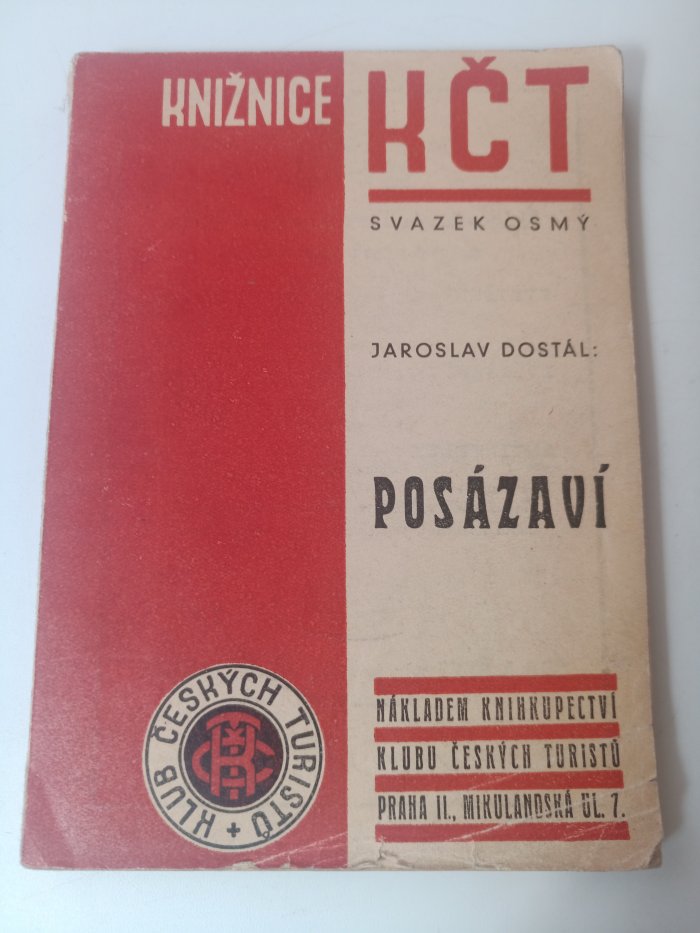 KNIŽNICE KČT
SVAZEK OSMÝ
JAROSLAV DOSTÁL:
POSÁZAVÍ
KLUB ČESKÝCH TURISTŮ +
KČT
NÁKLADEM KNIHKUPECTVÍ
KLUBU ČESKÝCH TURISTŮ
PRAHA II., MIKULANDSKÁ UL. 7.